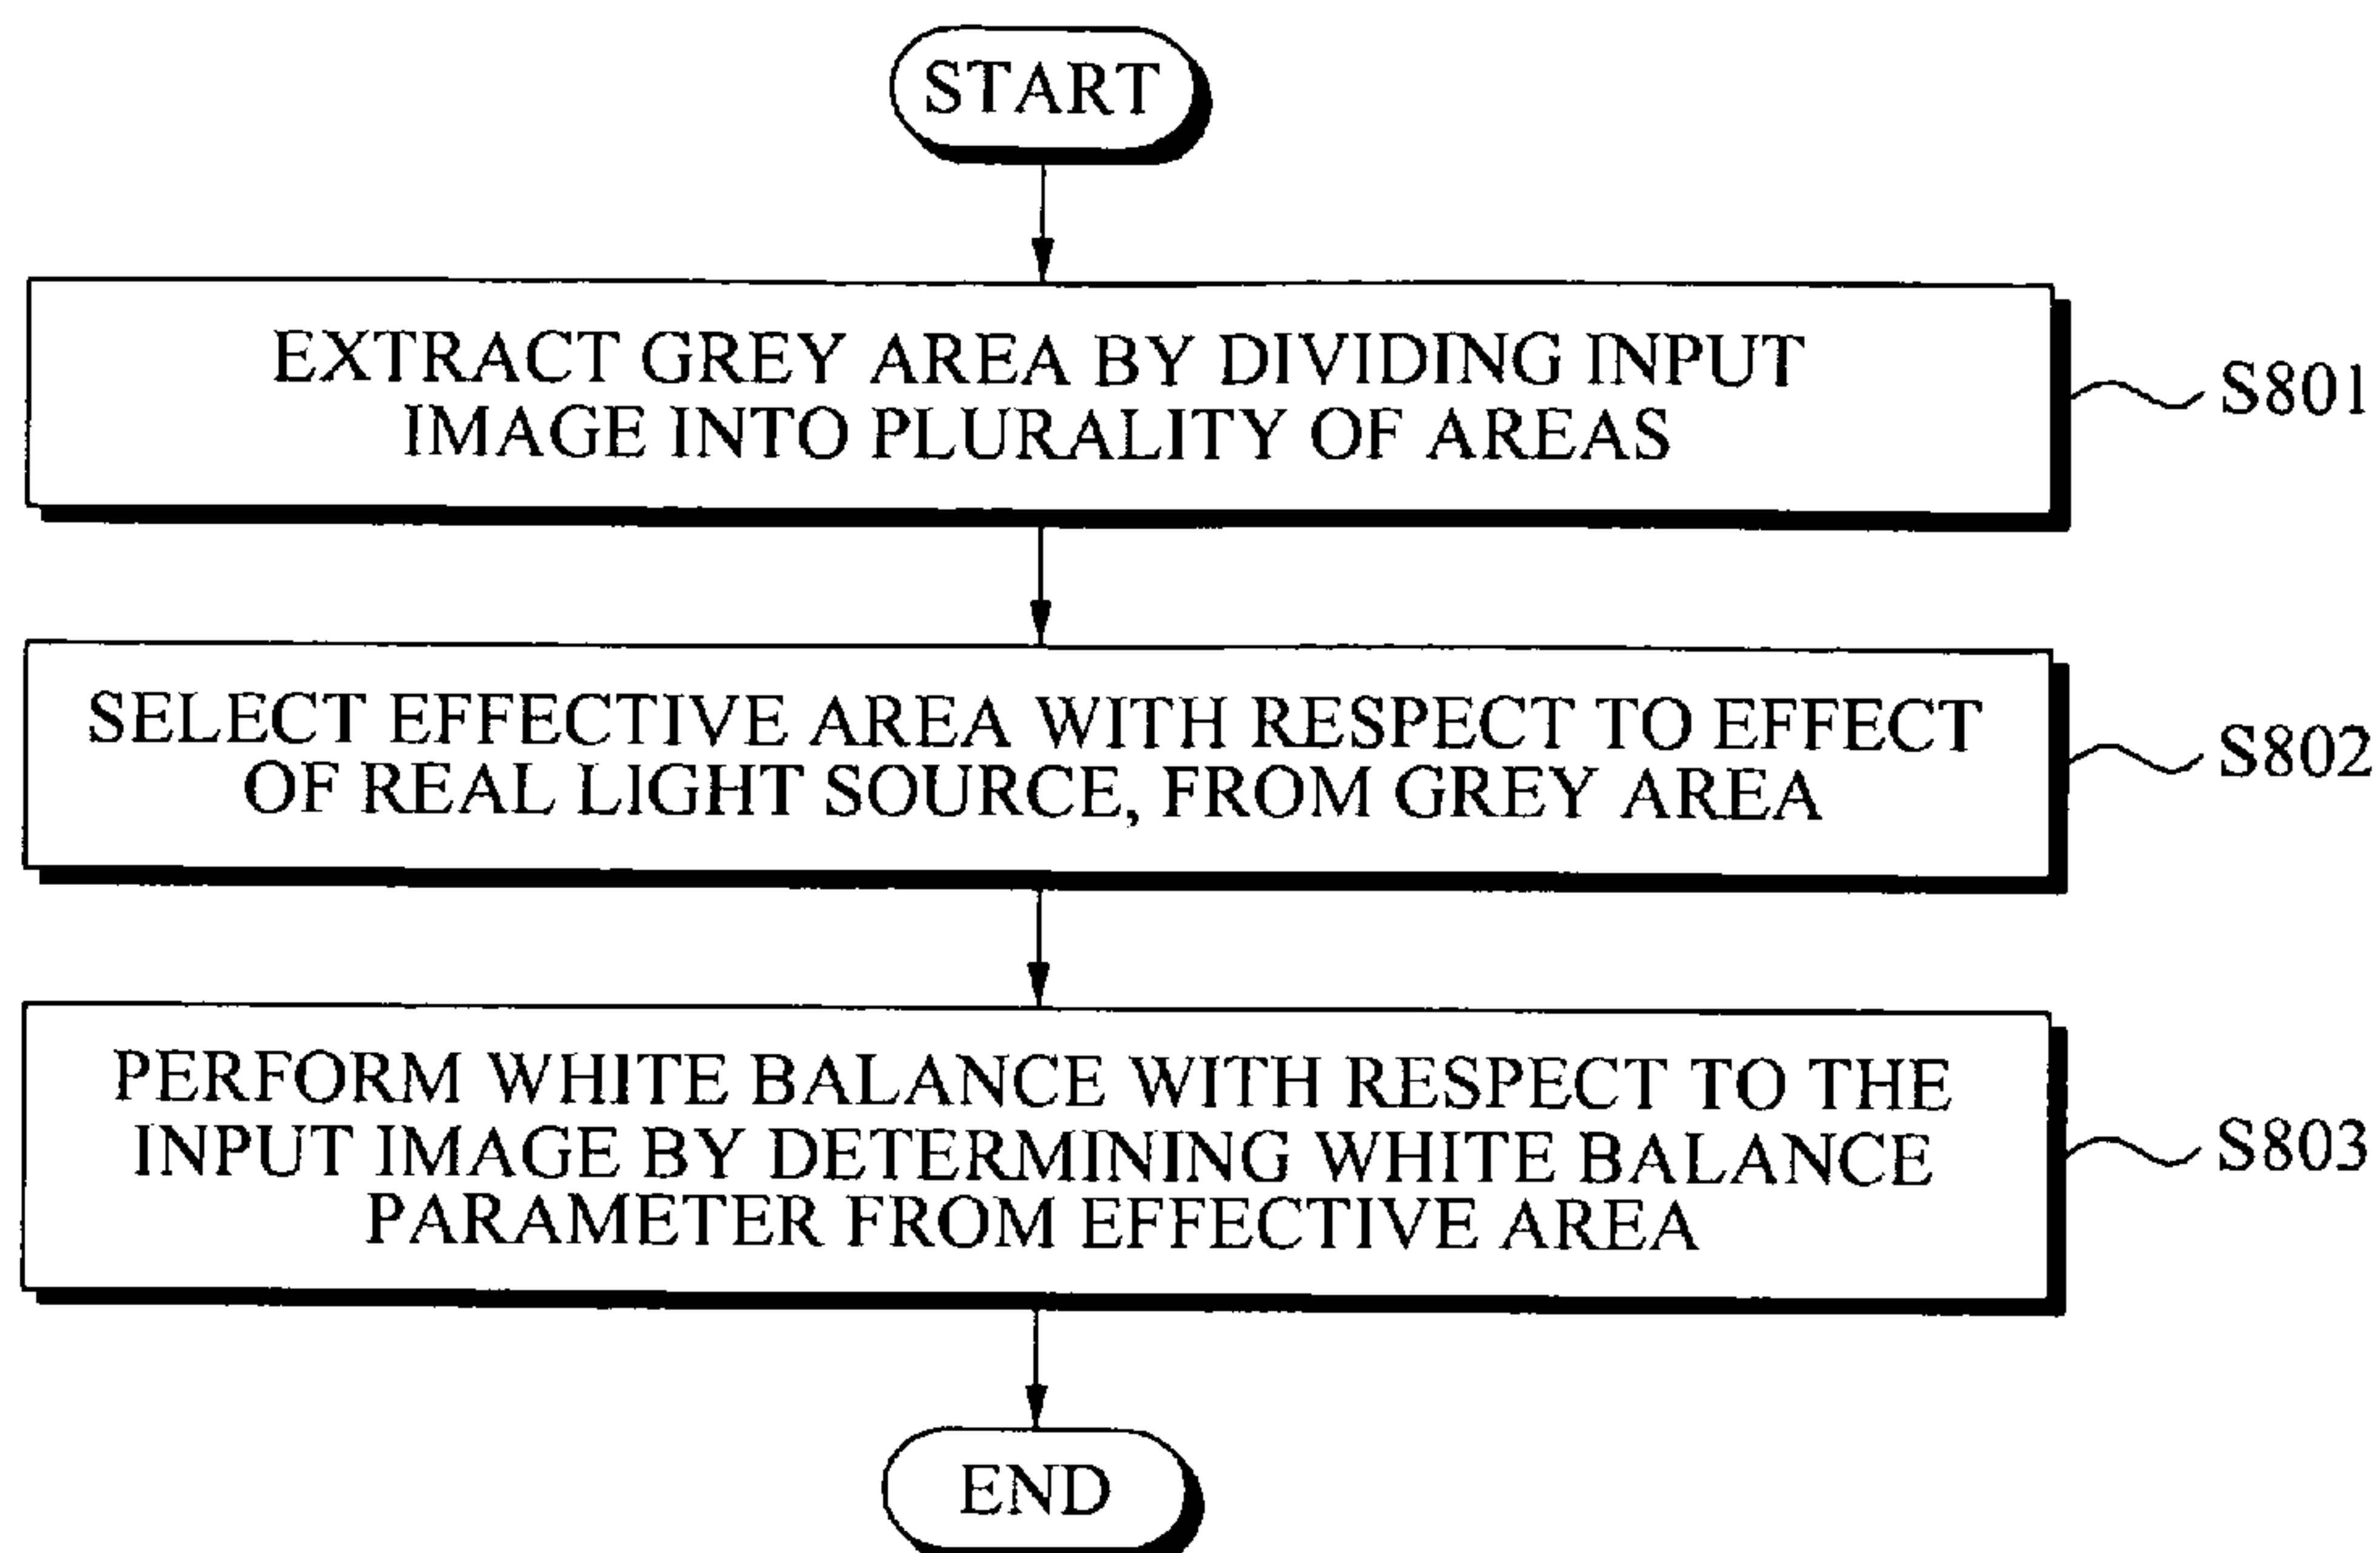 START
EXTRACT GREY AREA BY DIVIDING INPUT
IMAGE INTO PLURALITY OF AREAS
S801
SELECT EFFECTIVE AREA WITH RESPECT TO EFFECT
OF REAL LIGHT SOURCE, FROM GREY AREA
S802
PERFORM WHITE BALANCE WITH RESPECT TO THE
INPUT IMAGE BY DETERMINING WHITE BALANCE
PARAMETER FROM EFFECTIVE AREA
S803
END